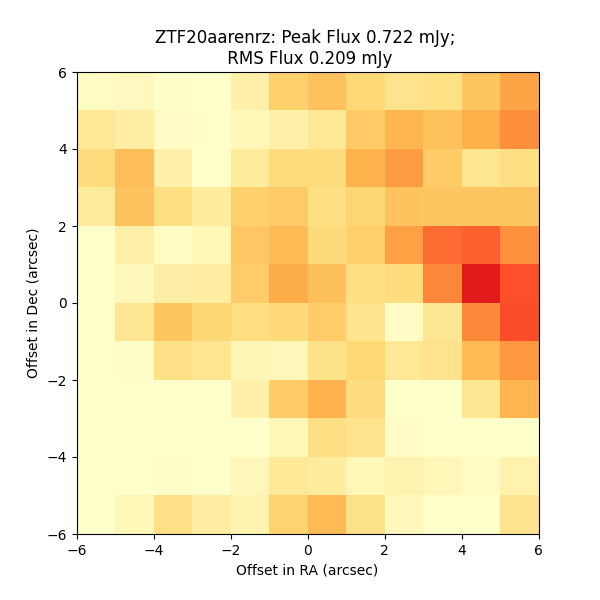 ZTF20aarenrz: Peak Flux 0.722 mJy;
RMS Flux 0.209 mJy
6
4
2
0
−2
−4
−6
Offset in Dec (arcsec)
−6 −4 −2 0 2 4 6
Offset in RA (arcsec)